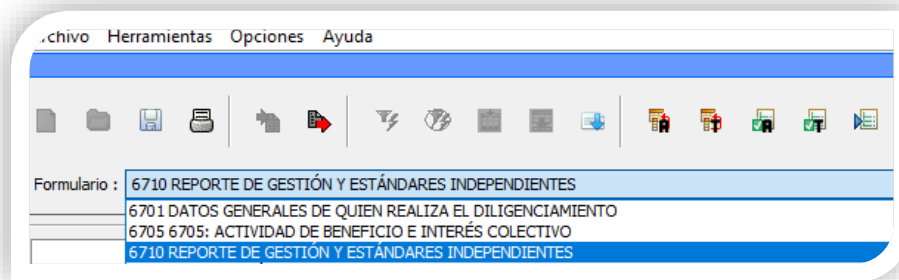 Herramientas Opciones Ayuda
Formulario : 6710 REPORTE DE GESTIÓN Y ESTÁNDARES INDEPENDIENTES
6701 DATOS GENERALES DE QUIEN REALIZA EL DILIGENCIAMIENTO
6705 6705: ACTIVIDAD DE BENEFICIO E INTERÉS COLECTIVO
6710 REPORTE DE GESTIÓN Y ESTÁNDARES INDEPENDIENTES